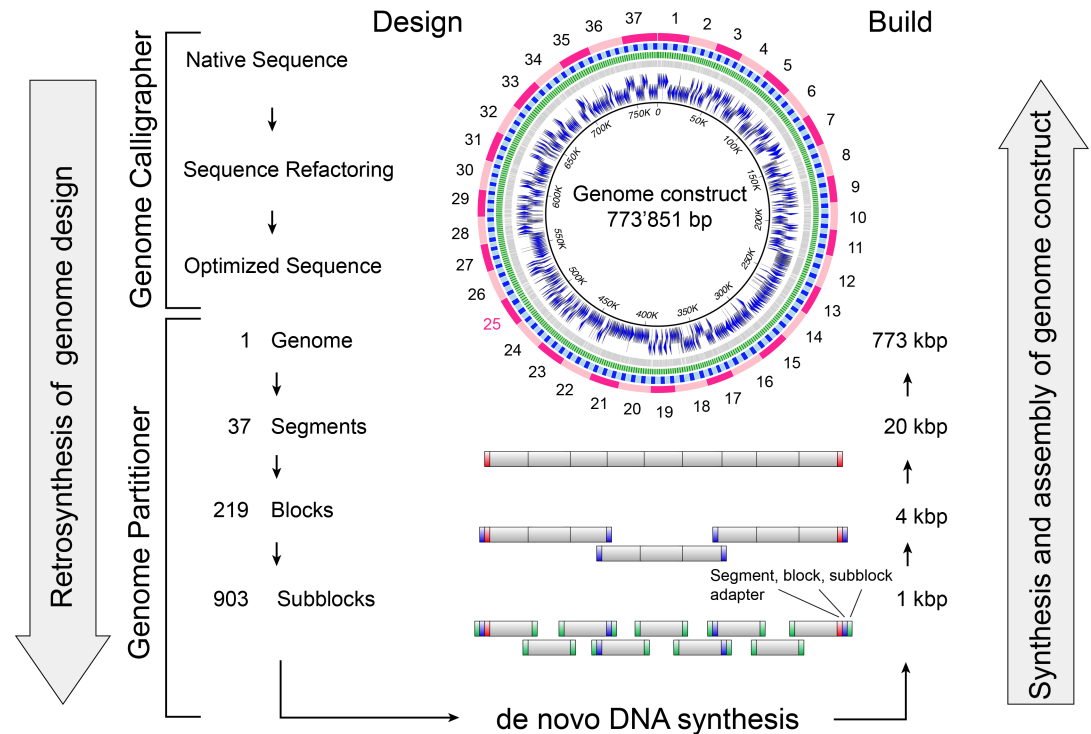 Design
Build
Retrosynthesis of genome design
Genome Calligrapher
Native Sequence
Sequence Refactoring
Optimized Sequence
Genome Partitioner
1 Genome
37 Segments
219 Blocks
903 Subblocks
1
2
3
4
5
6
7
8
9
10
11
12
13
14
15
16
17
18
19
20
21
22
23
24
25
26
27
28
29
30
31
32
33
34
35
36
37
0
50K
100K
150K
200K
250K
300K
350K
400K
450K
500K
550K
600K
650K
700K
750K
Genome construct
773'851 bp
773 kbp
20 kbp
4 kbp
1 kbp
Segment, block, subblock
adapter
de novo DNA synthesis
Synthesis and assembly of genome construct